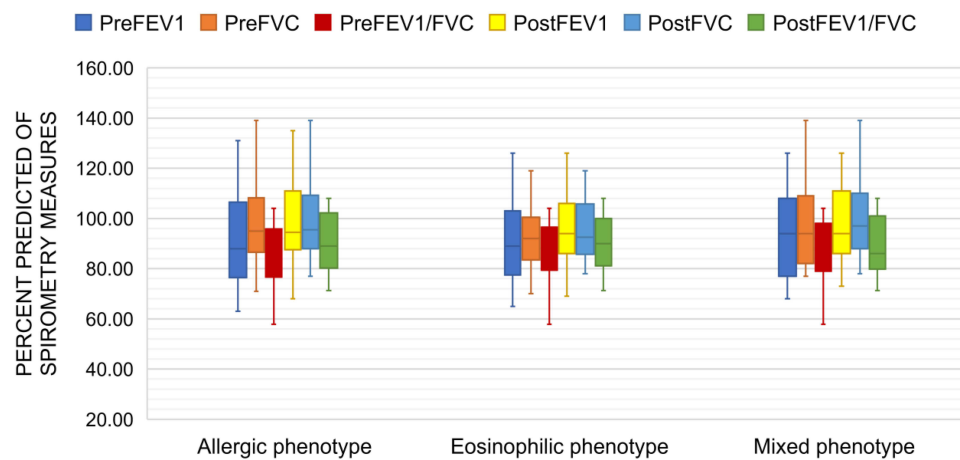 PreFEV1 PreFVC PreFEV1/FVC PostFEV1 PostFVC PostFEV1/FVC
PERCENT PREDICTED OF
SPIROMETRY MEASURES
160.00
140.00
120.00
100.00
80.00
60.00
40.00
20.00
Allergic phenotype Eosinophilic phenotype Mixed phenotype